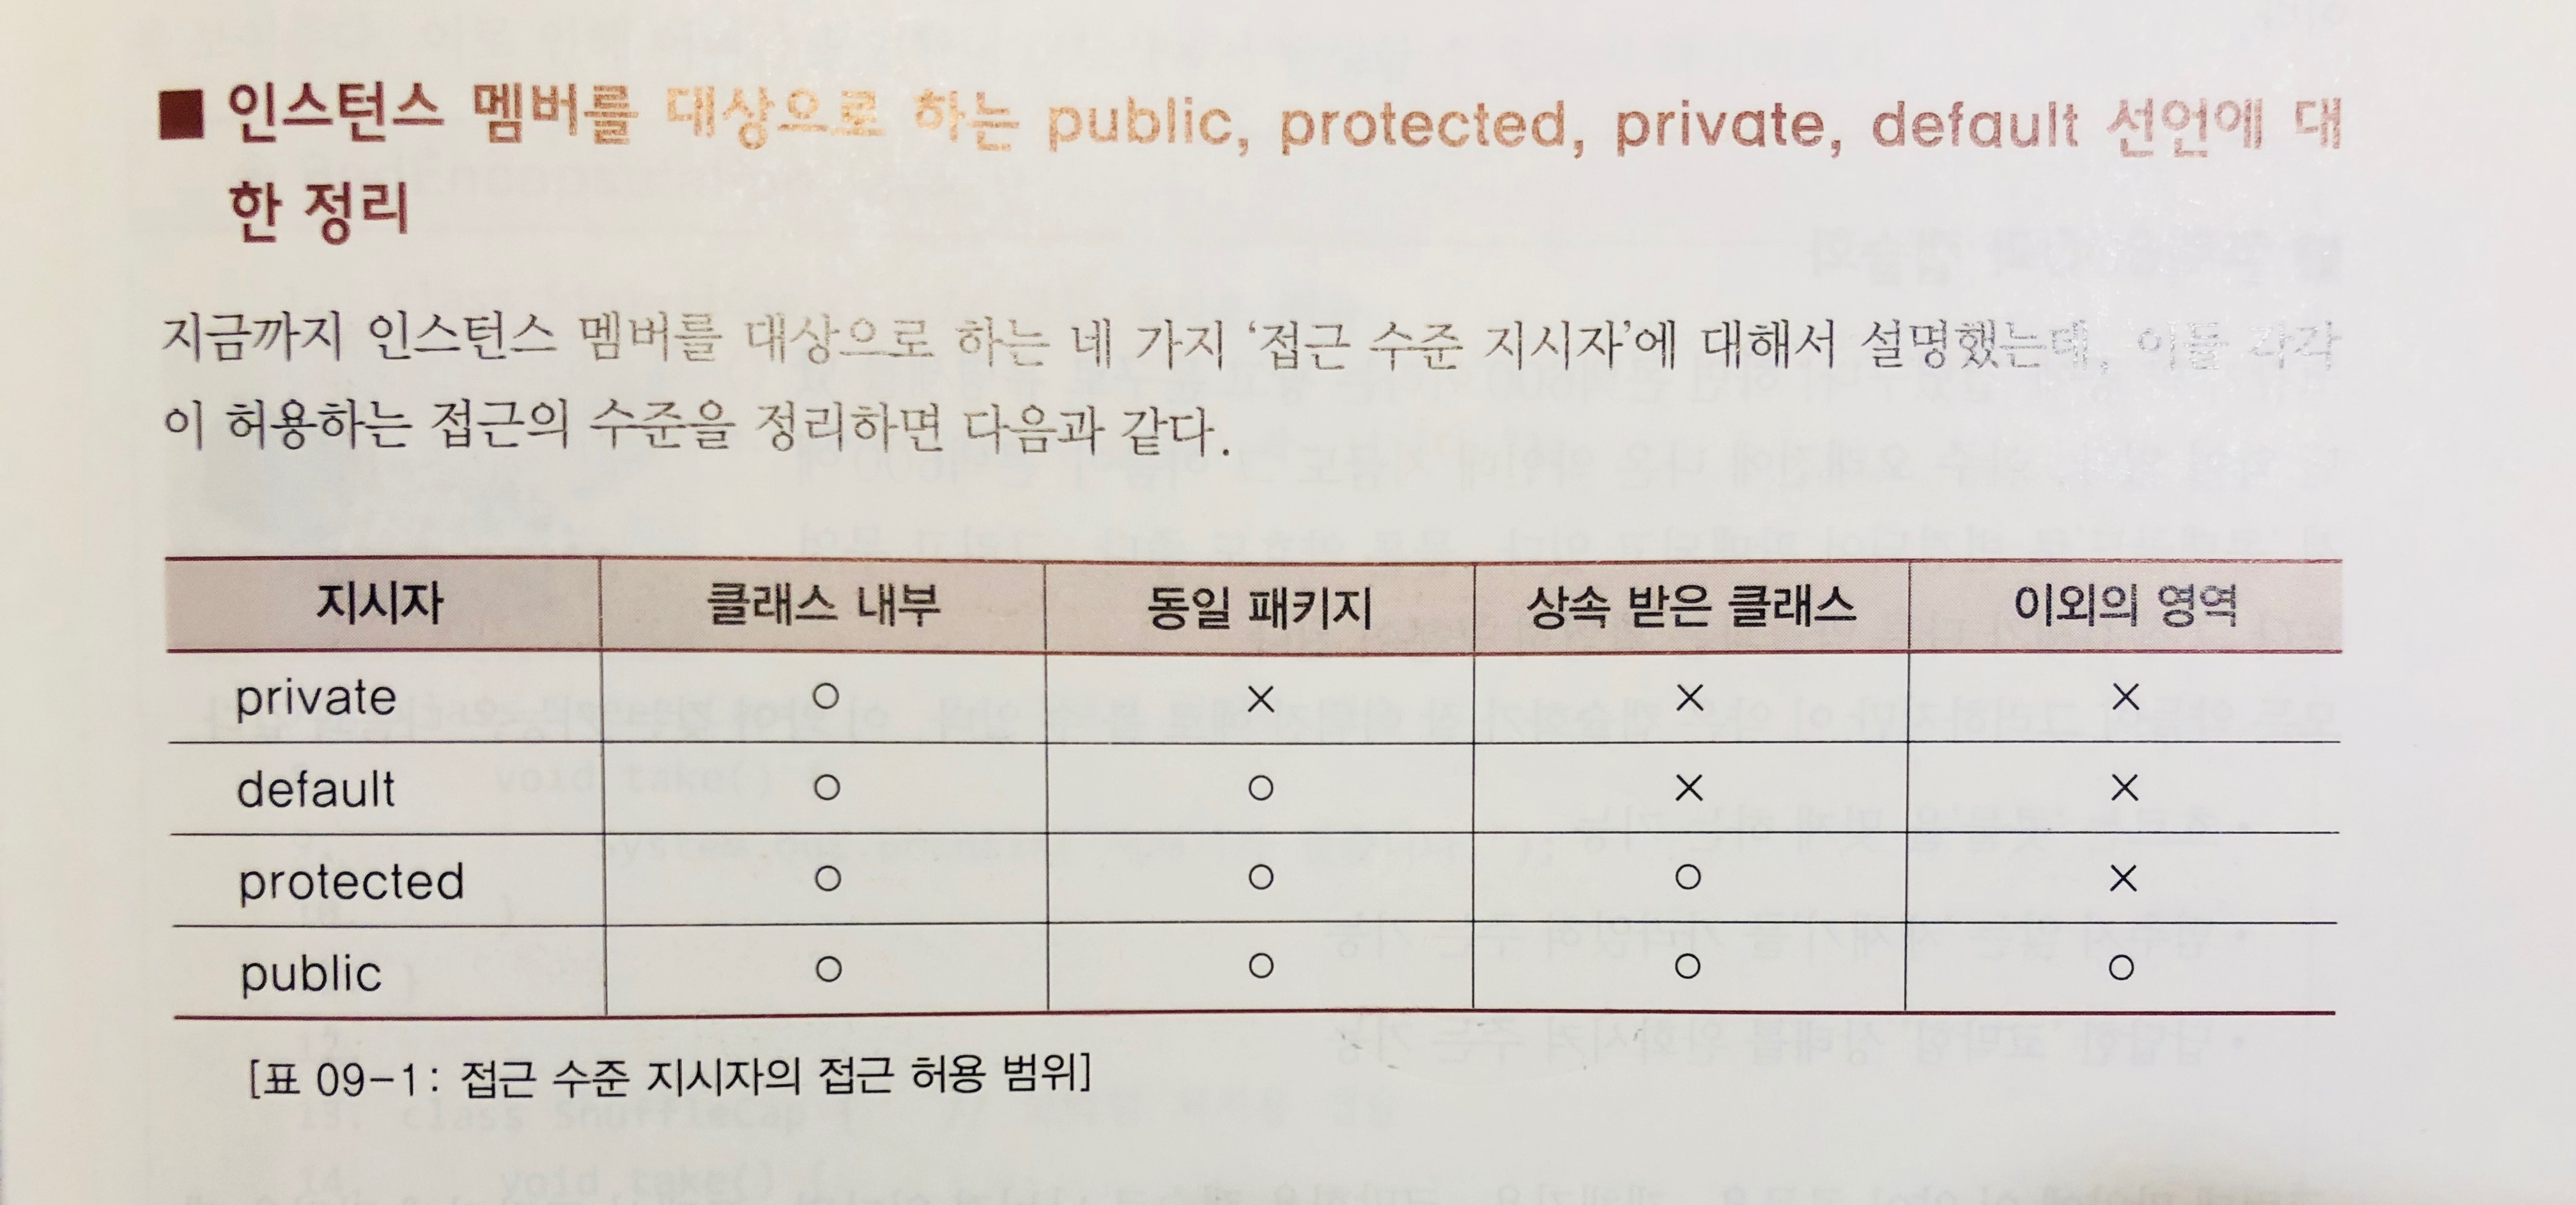 ■ 인스턴스 멤버를 대상으로 하는 public, protected, private, default 선언에 대
한 정리
지금까지 인스턴스 멤버를 대상으로 하는 네 가지 ‘접근 수준 지시자’에 대해서 설명했는데, 이들 각각
이 허용하는 접근의 수준을 정리하면 다음과 같다.
지시자 클래스 내부 동일 패키지 상속 받은 클래스 이외의 영역
private ○ × × ×
default ○ ○ × ×
protected ○ ○ ○ ×
public ○ ○ ○ ○
[표 09-1: 접근 수준 지시자의 접근 허용 범위]